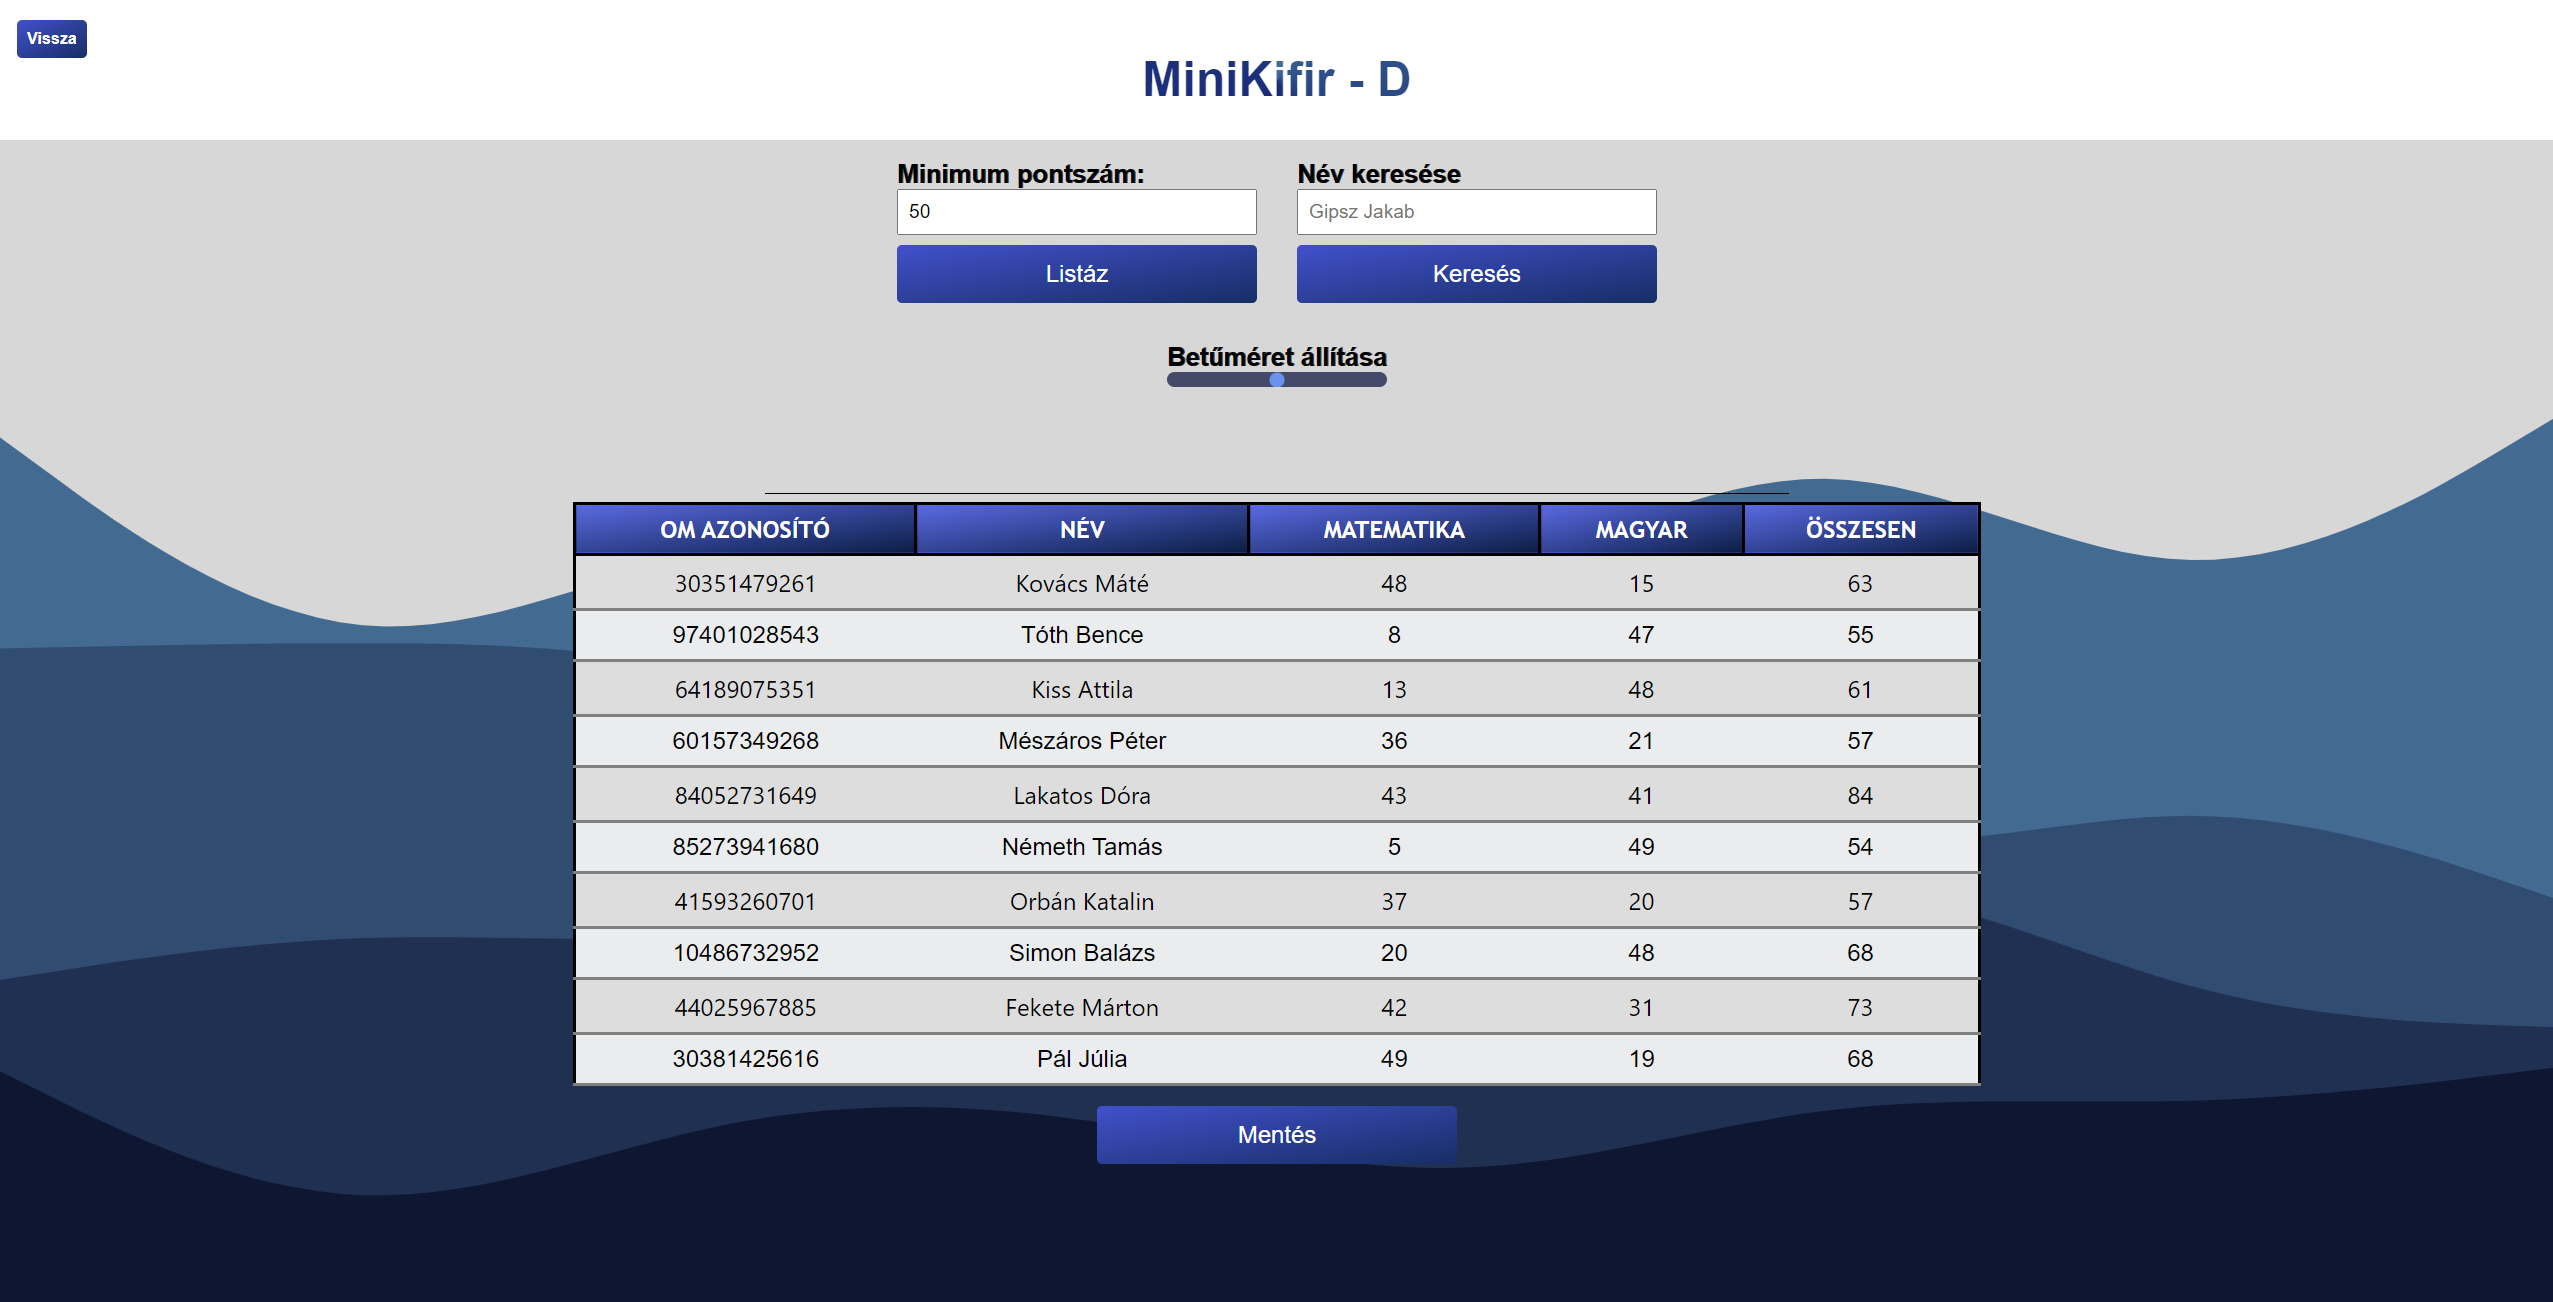 Vissza
MiniKifir - D
Minimum pontszám:
50
Listáz
Név keresése
Gipsz Jakab
Keresés
Betűméret állítása
OM AZONOSÍTÓ NÉV MATEMATIKA MAGYAR ÖSSZESEN
30351479261 Kovács Máté 48 15 63
97401028543 Tóth Bence 8 47 55
64189075351 Kiss Attila 13 48 61
60157349268 Mészáros Péter 36 21 57
84052731649 Lakatos Dóra 43 41 84
85273941680 Németh Tamás 5 49 54
41593260701 Orbán Katalin 37 20 57
10486732952 Simon Balázs 20 48 68
44025967885 Fekete Márton 42 31 73
30381425616 Pál Júlia 49 19 68
Mentés